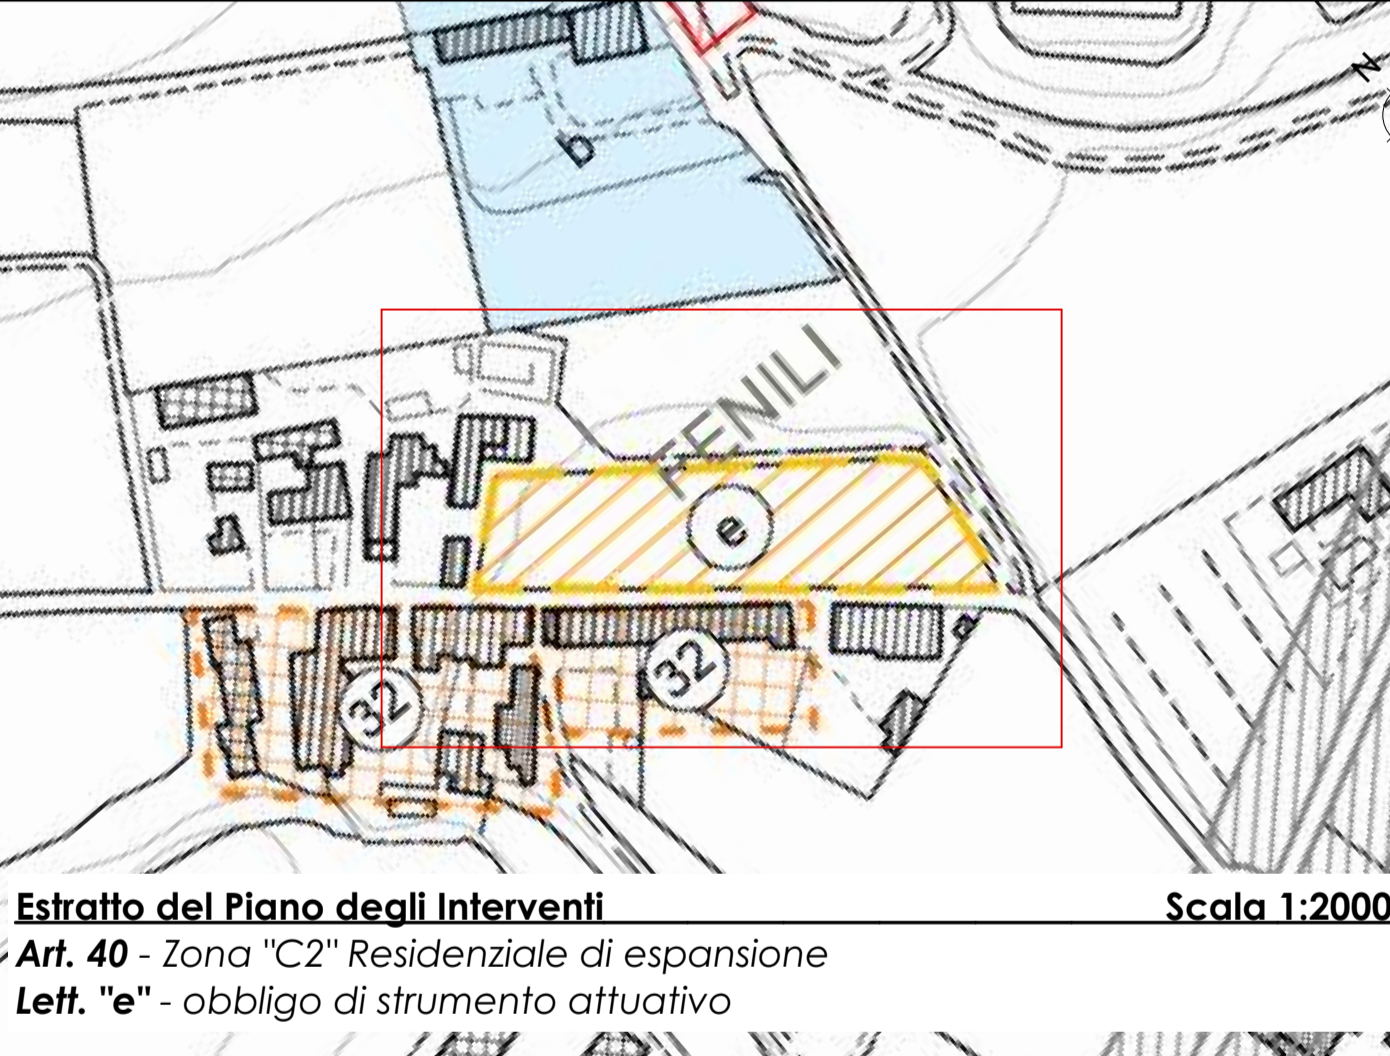 b
N
FENILI
e
32
32
Estratto del Piano degli Interventi
Scala 1:2000
Art. 40 - Zona "C2" Residenziale di espansione
Lett. "e" - obbligo di strumento attuativo